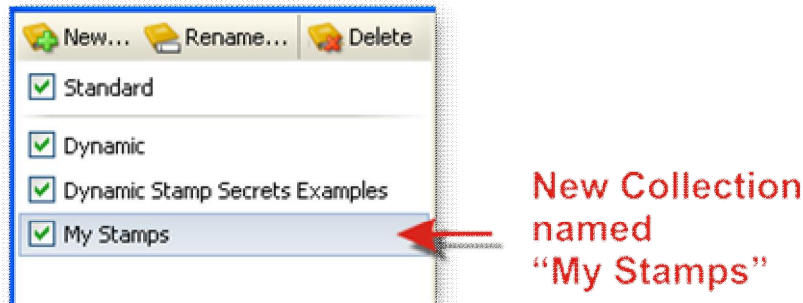 New... Rename... Delete
Standard
Dynamic
Dynamic Stamp Secrets Examples
My Stamps
New Collection
named
“My Stamps”